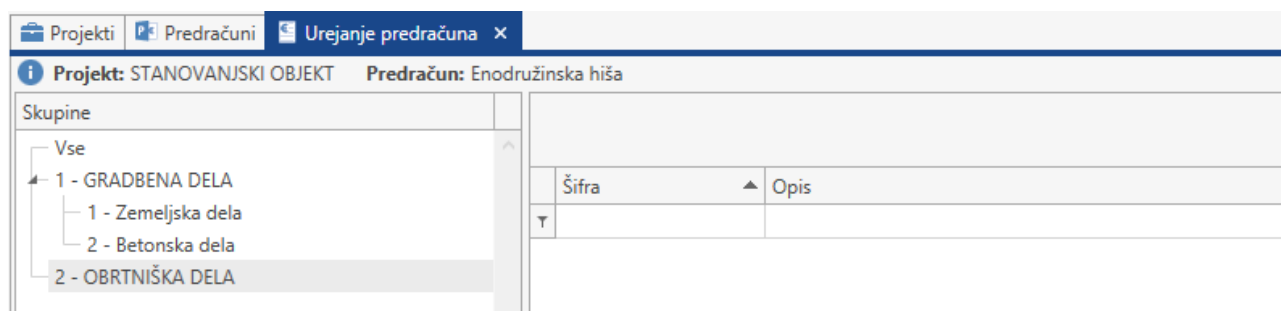 Projekti Predračuni Urejanje predračuna ×
Projekt: STANOVANJSKI OBJEKT Predračun: Enodružinska hiša
Skupine
Vse
1 - GRADBENA DELA
1 - Zemeljska dela
2 - Betonska dela
2 - OBRTNIŠKA DELA
Šifra Opis